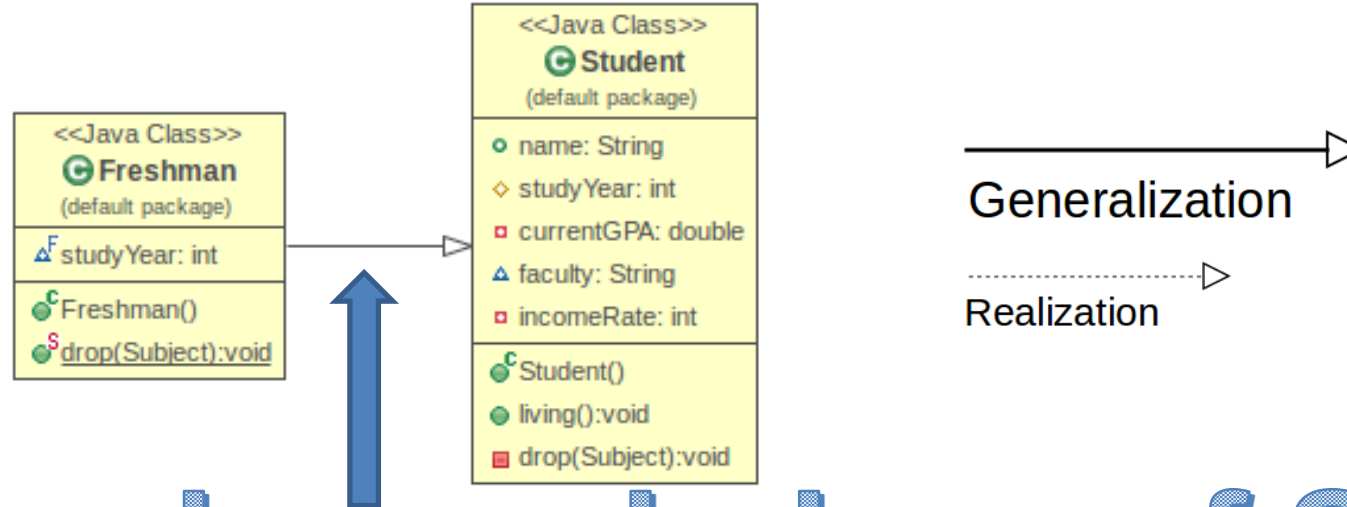 <<Java Class>>
C Freshman
(default package)
F studyYear: int
C Freshman()
S drop(Subject):void
<<Java Class>>
C Student
(default package)
name: String
studyYear: int
currentGPA: double
faculty: String
incomeRate: int
C Student()
living():void
drop(Subject):void
Generalization
Realization